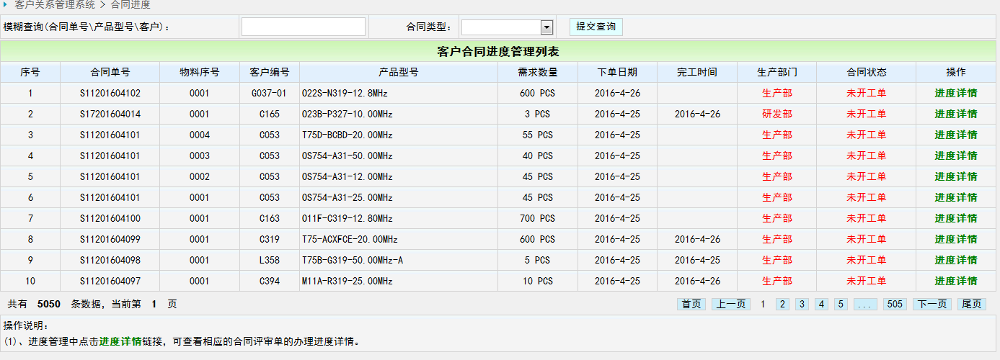 客户关系管理系统 > 合同进度
模糊查询(合同单号\产品型号\客户): 合同类型: 提交查询
客户合同进度管理列表
序号 合同单号 物料序号 客户编号 产品型号 需求数量 下单日期 完工时间 生产部门 合同状态 操作
1 S11201604102 0001 G037-01 O22S-N319-12.8MHz 600 PCS 2016-4-26 生产部 未开工单 进度详情
2 S17201604014 0001 C165 O23B-P327-10.00MHz 3 PCS 2016-4-25 2016-4-26 研发部 未开工单 进度详情
3 S11201604101 0004 C053 T75D-BCBD-20.00MHz 55 PCS 2016-4-25 生产部 未开工单 进度详情
4 S11201604101 0003 C053 OS754-A31-50.00MHz 40 PCS 2016-4-25 生产部 未开工单 进度详情
5 S11201604101 0002 C053 OS754-A31-12.00MHz 45 PCS 2016-4-25 生产部 未开工单 进度详情
6 S11201604101 0001 C053 OS754-A31-25.00MHz 45 PCS 2016-4-25 生产部 未开工单 进度详情
7 S11201604100 0001 C163 O11F-C319-12.80MHz 700 PCS 2016-4-25 生产部 未开工单 进度详情
8 S11201604099 0001 C319 T75-ACXFCE-20.00MHz 600 PCS 2016-4-25 2016-4-26 生产部 未开工单 进度详情
9 S11201604098 0001 L358 T75B-G319-50.00MHz-A 5 PCS 2016-4-25 2016-4-25 生产部 未开工单 进度详情
10 S11201604097 0001 C394 M11A-R319-25.00MHz 10 PCS 2016-4-25 2016-4-26 生产部 未开工单 进度详情
共有 5050 条数据, 当前第 1 页 首页 上一页 1 2 3 4 5 ... 505 下一页 尾页
操作说明:
(1)、进度管理中点击进度详情链接, 可查看相应的合同评审单的办理进度详情。